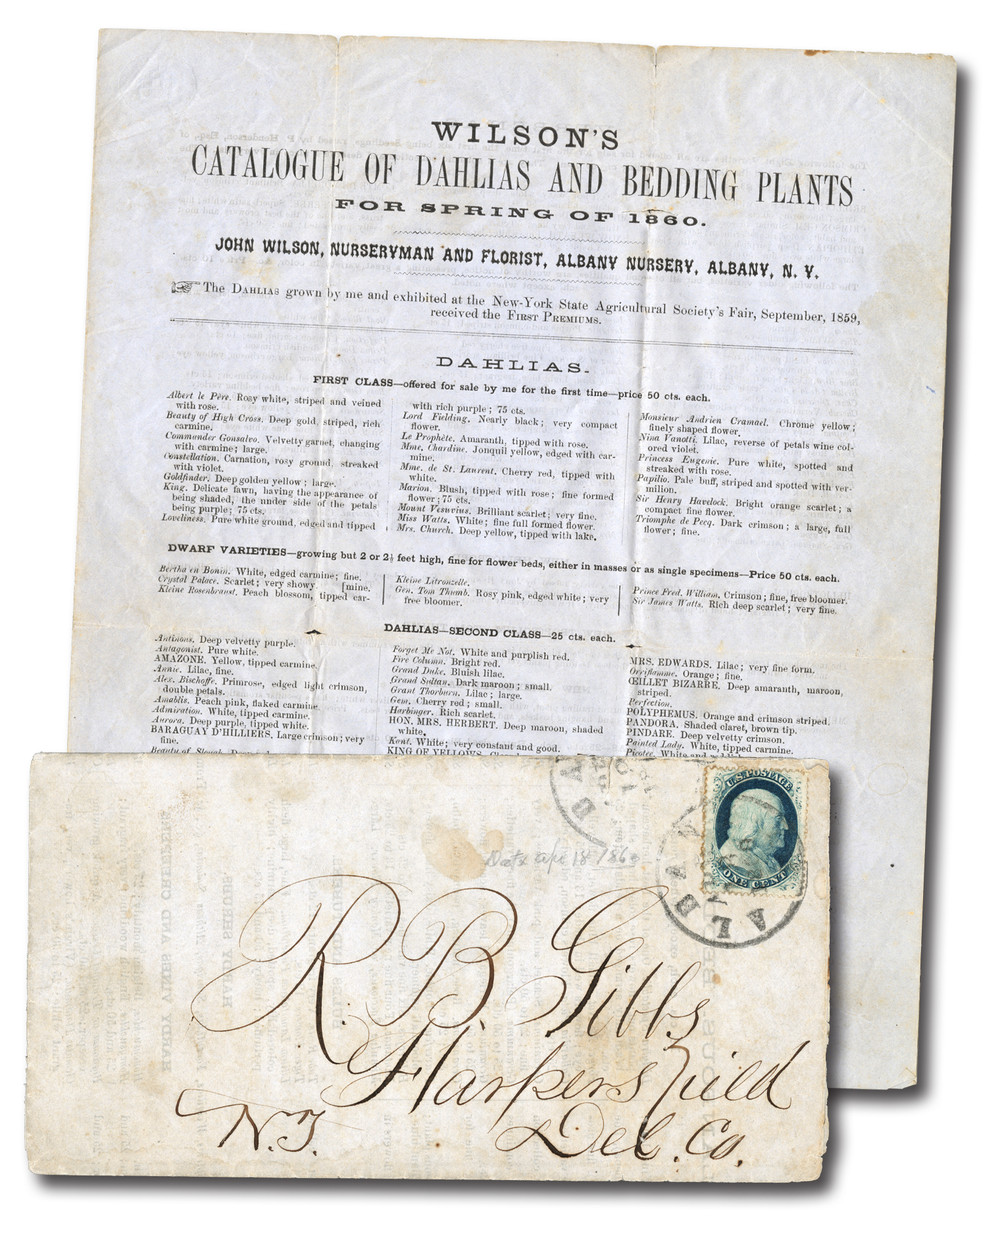 WILSON'S
CATALOGUE OF DAHLIAS AND BEDDING PLANTS
FOR SPRING OF 1860.
JOHN WILSON, NURSERYMAN AND FLORIST, ALBANY NURSERY, ALBANY, N. Y.
☞ The DAHLIAS grown by me and exhibited at the New-York State Agricultural Society's Fair, September, 1859,
received the FIRST PREMIUMS.
DAHLIAS.
FIRST CLASS—offered for sale by me for the first time—price 50 cts. each.
Albert le Père. Rosy white, striped and veined
with rose.
Beauty of High Cross. Deep gold, striped, rich
carmine.
Commander Gonsalvo. Velvetty garnet, changing
with carmine; large.
Constellation. Carnation, rosy ground, streaked
with violet.
Goldfinder. Deep golden yellow; large.
King. Delicate fawn, having the appearance of
being shaded, the under side of the petals
being purple; 75 cts.
Loveliness. Pure white ground, edged and tipped
with rich purple; 75 cts.
Lord Fielding. Nearly black; very compact
flower.
Le Prophète. Amaranth, tipped with rose.
Mme. Chardine. Jonquil yellow, edged with car-
mine.
Mme. de St. Laurent. Cherry red, tipped with
white.
Marion. Blush, tipped with rose; fine formed
flower; 75 cts.
Mount Vesuvius. Brilliant scarlet; very fine.
Miss Watts. White; fine full formed flower.
Mrs. Church. Deep yellow, tipped with lake.
Monsieur Andrien Cramael. Chrome yellow;
finely shaped flower.
Nina Vanotti. Lilac, reverse of petals wine col-
ored violet.
Princess Eugenie. Pure white, spotted and
streaked with rose.
Papilio. Pale buff, striped and spotted with ver-
milion.
Sir Henry Havelock. Bright orange scarlet; a
compact fine flower.
Triomphe de Pecq. Dark crimson; a large, full
flower; fine.
DWARF VARIETIES—growing but 2 or 2½ feet high, fine for flower beds, either in masses or as single specimens—Price 50 cts. each.
Bertha en Bonin. White, edged carmine; fine.
Crystal Palace. Scarlet; very showy. [mine.
Kleine Rosenbraut. Peach blossom, tipped car-
Kleine Litronzelle.
Gen. Tom Thumb. Rosy pink, edged white; very
free bloomer.
Prince Fred. William. Crimson; fine, free bloomer.
Sir James Watts. Rich deep scarlet; very fine.
DAHLIAS—SECOND CLASS—25 cts. each.
Antinous. Deep velvetty purple.
Antagonist. Pure white.
AMAZONE. Yellow, tipped carmine.
Annie. Lilac, fine.
Alex. Bischoffe. Primrose, edged light crimson,
double petals.
Amablis. Peach pink, flaked carmine.
Admiration. White, tipped carmine.
Aurora. Deep purple, tipped white.
BARAGUAY D'HILLIERS. Large crimson; very
fine.
Beauty of Slough.
Forget Me Not. White and purplish red.
Fire Column. Bright red.
Grand Duke. Bluish lilac.
Grand Sultan. Dark maroon; small.
Grant Thorburn. Lilac; large.
Gem. Cherry red; small.
Harbinger. Rich scarlet.
HON. MRS. HERBERT. Deep maroon, shaded
white.
Kant. White; very constant and good.
KING OF YELLOWS.
MRS. EDWARDS. Lilac; very fine form.
Orriflamme. Orange; fine.
ŒILLET BIZARRE. Deep amaranth, maroon,
striped.
Perfection.
POLYPHEMUS. Orange and crimson striped.
PANDORA. Shaded claret, brown tip.
PINDARE. Deep velvetty crimson.
Painted Lady. White, tipped carmine.
Picotee.
U.S. POSTAGE
ONE CENT
ALBA
Date Apr 18 1860
R. B. Gibbs
Harpersfield
Del. Co.
N.Y.